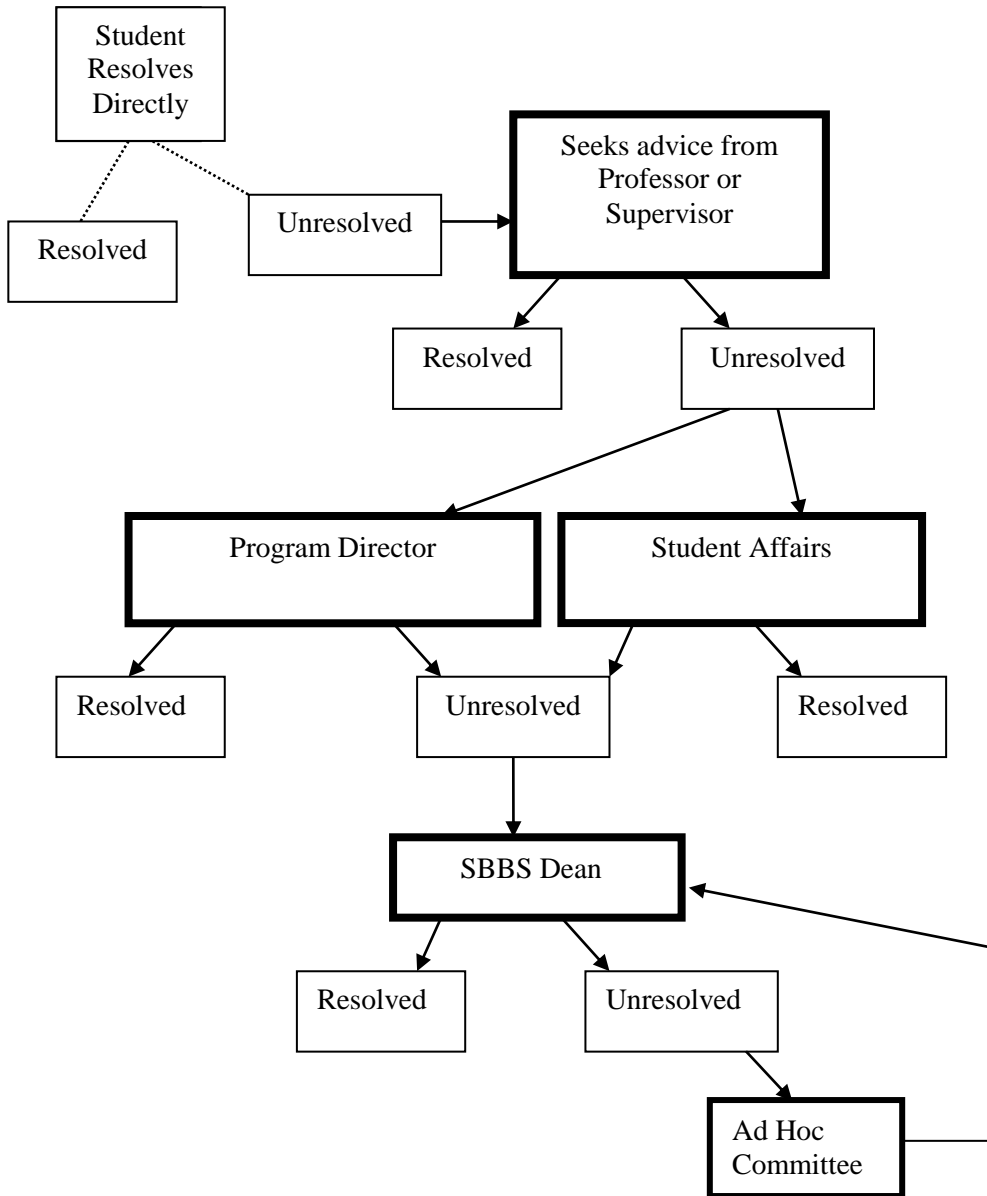 Student
Resolves
Directly
Seeks advice from
Professor or
Supervisor
Unresolved
Resolved
Resolved
Unresolved
Program Director
Student Affairs
Resolved
Unresolved
Resolved
SBBS Dean
Resolved
Unresolved
Ad Hoc
Committee